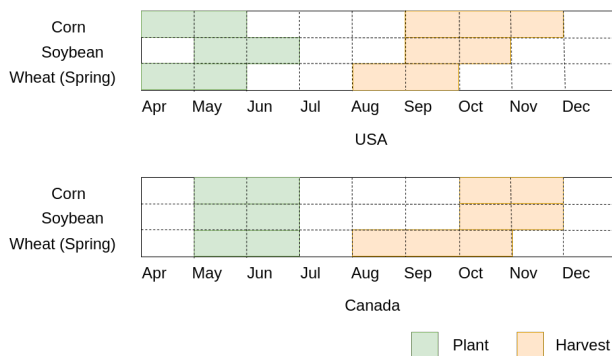 Corn
Soybean
Wheat (Spring)
Apr May Jun Jul Aug Sep Oct Nov Dec
USA
Corn
Soybean
Wheat (Spring)
Apr May Jun Jul Aug Sep Oct Nov Dec
Canada
Plant Harvest